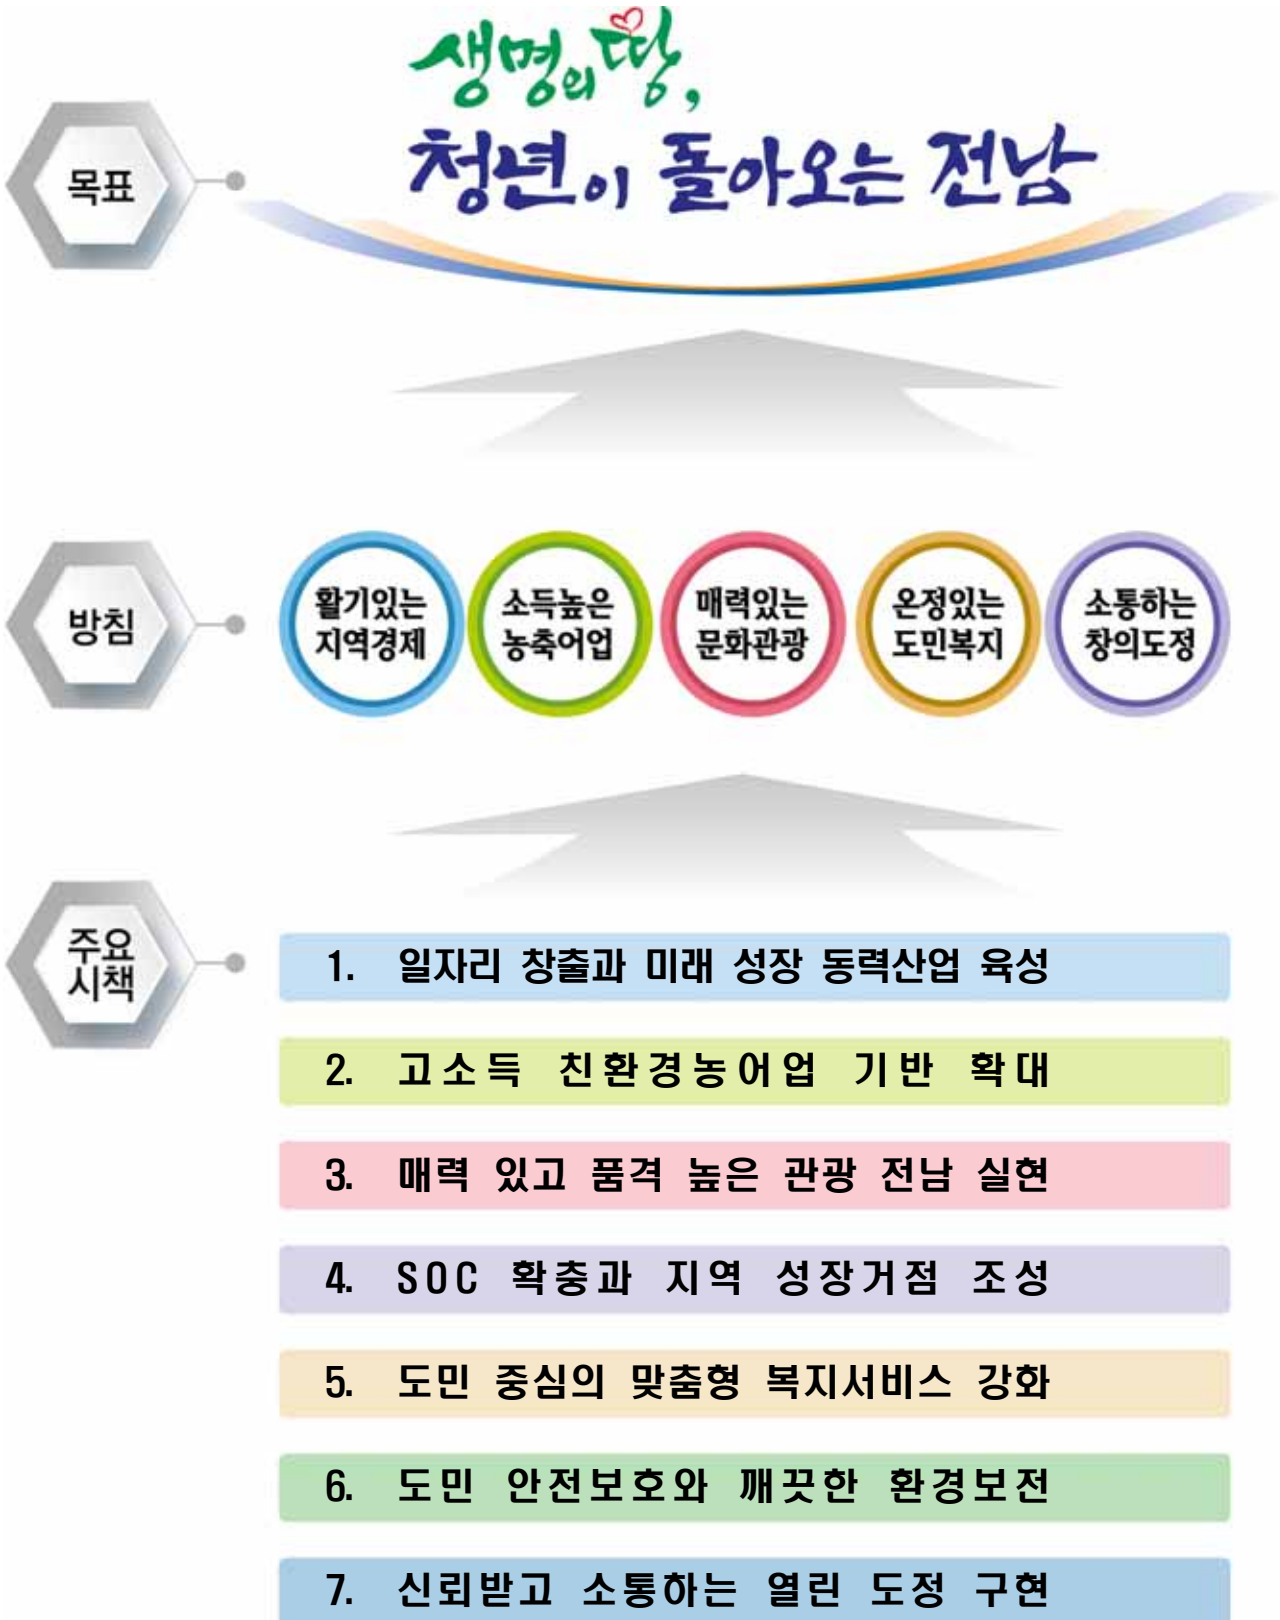 생명의 땅,
청년이 돌아오는 전남
목표
방침
활기있는
지역경제
소득높은
농축어업
매력있는
문화관광
온정있는
도민복지
소통하는
창의도정
주요
시책
1. 일자리 창출과 미래 성장 동력산업 육성
2. 고소득 친환경농어업 기반 확대
3. 매력 있고 품격 높은 관광 전남 실현
4. SOC 확충과 지역 성장거점 조성
5. 도민 중심의 맞춤형 복지서비스 강화
6. 도민 안전보호와 깨끗한 환경보전
7. 신뢰받고 소통하는 열린 도정 구현